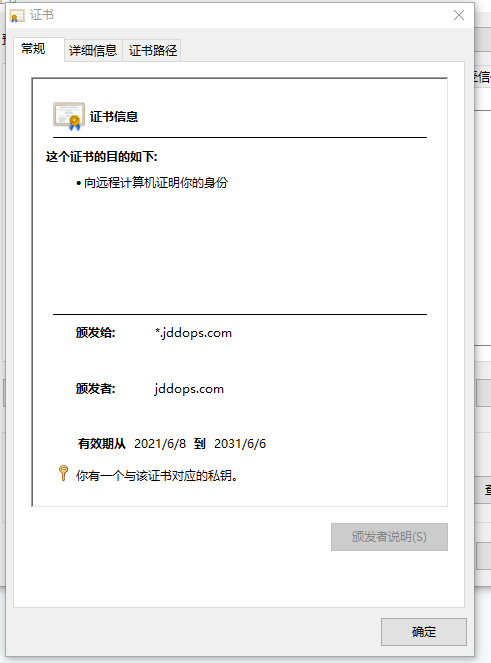 证书
常规 详细信息 证书路径
证书信息
这个证书的目的如下:
• 向远程计算机证明你的身份
颁发给: *.jddops.com
颁发者: jddops.com
有效期从 2021/6/8 到 2031/6/6
你有一个与该证书对应的私钥。
颁发者说明(S)
确定